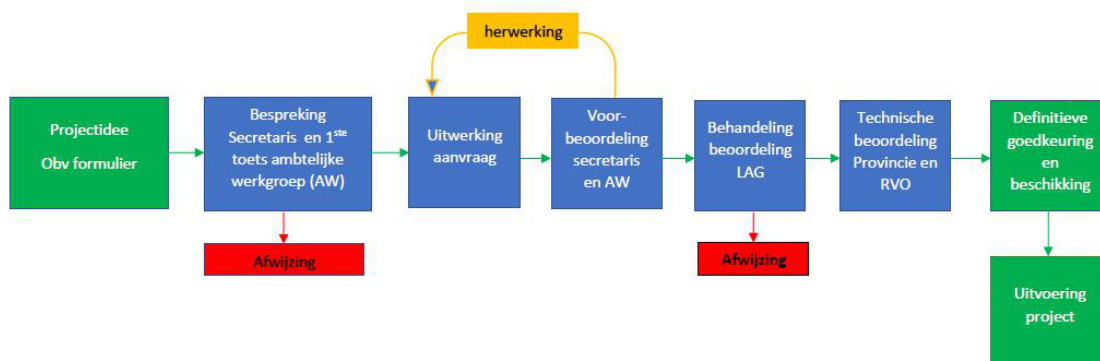 herwerking
Projectidee
Obv formulier
Bespreking
Secretaris en 1ste
toets ambtelijke
werkgroep (AW)
Uitwerking
aanvraag
Voor-
beoordeling
secretaris
en AW
Behandeling
beoordeling
LAG
Technische
beoordeling
Provincie en
RVO
Definitieve
goedkeuring
en
beschikking
Afwijzing
Afwijzing
Uitvoering
project